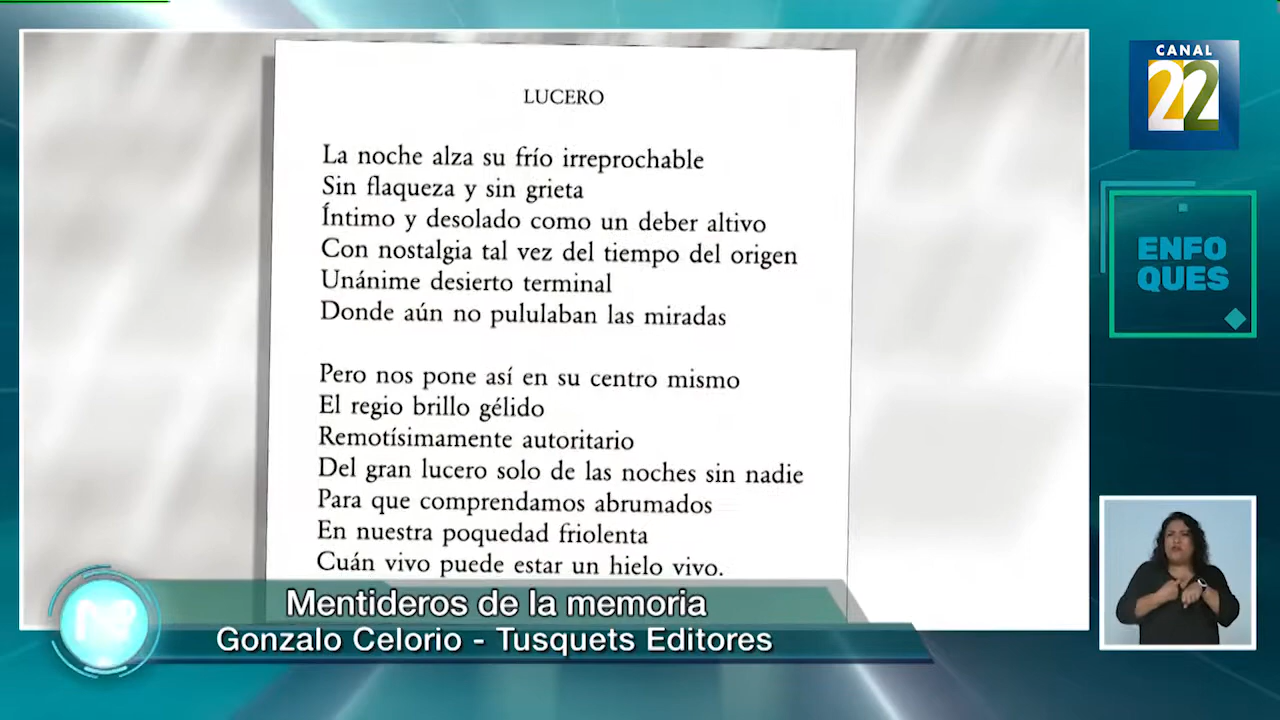 LUCERO
La noche alza su frío irreprochable
Sin flaqueza y sin grieta
Íntimo y desolado como un deber altivo
Con nostalgia tal vez del tiempo del origen
Unánime desierto terminal
Donde aún no pululaban las miradas
Pero nos pone así en su centro mismo
El regio brillo gélido
Remotísimamente autoritario
Del gran lucero solo de las noches sin nadie
Para que comprendamos abrumados
En nuestra poquedad friolenta
Cuán vivo puede estar un hielo vivo.
Mentideros de la memoria
Gonzalo Celorio - Tusquets Editores
CANAL
22
ENFO
QUES